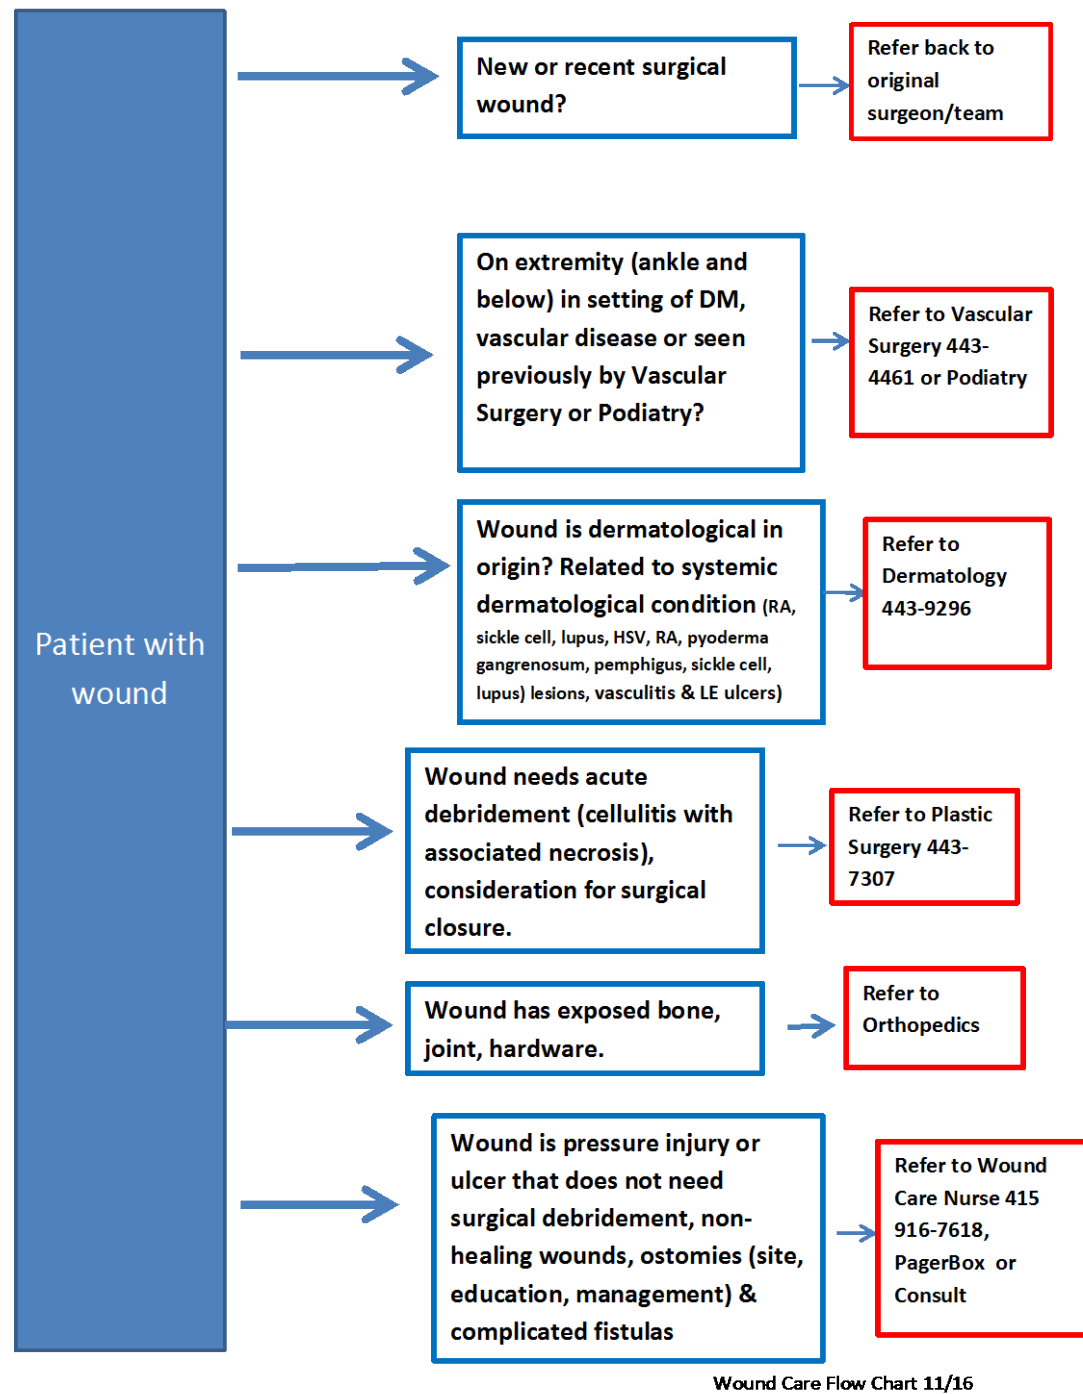 Patient with
wound
New or recent surgical
wound?
Refer back to
original
surgeon/team
On extremity (ankle and
below) in setting of DM,
vascular disease or seen
previously by Vascular
Surgery or Podiatry?
Refer to Vascular
Surgery 443-
4461 or Podiatry
Wound is dermatological in
origin? Related to systemic
dermatological condition (RA,
sickle cell, lupus, HSV, RA, pyoderma
gangrenosum, pemphigus, sickle cell,
lupus) lesions, vasculitis & LE ulcers)
Refer to
Dermatology
443-9296
Wound needs acute
debridement (cellulitis with
associated necrosis),
consideration for surgical
closure.
Refer to Plastic
Surgery 443-
7307
Wound has exposed bone,
joint, hardware.
Refer to
Orthopedics
Wound is pressure injury or
ulcer that does not need
surgical debridement, non-
healing wounds, ostomies (site,
education, management) &
complicated fistulas
Refer to Wound
Care Nurse 415
916-7618,
PagerBox or
Consult
Wound Care Flow Chart 11/16